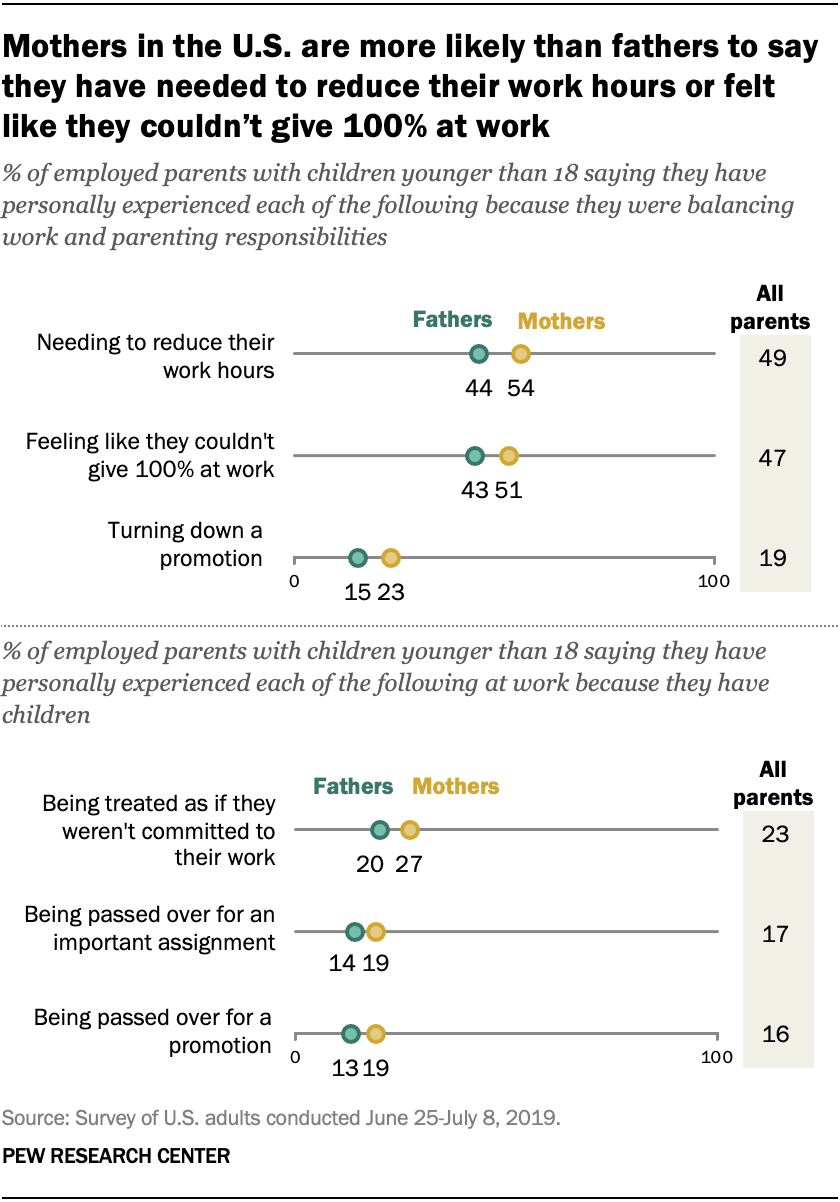 Mothers in the U.S. are more likely than fathers to say
they have needed to reduce their work hours or felt
like they couldn’t give 100% at work
% of employed parents with children younger than 18 saying they have
personally experienced each of the following because they were balancing
work and parenting responsibilities
All
parents
Fathers Mothers
Needing to reduce their
work hours
44 54
49
Feeling like they couldn't
give 100% at work
43 51
47
Turning down a
promotion
0 100
15 23
19
% of employed parents with children younger than 18 saying they have
personally experienced each of the following at work because they have
children
All
parents
Fathers Mothers
Being treated as if they
weren't committed to
their work
20 27
23
Being passed over for an
important assignment
14 19
17
Being passed over for a
promotion
0 100
13 19
16
Source: Survey of U.S. adults conducted June 25-July 8, 2019.
PEW RESEARCH CENTER